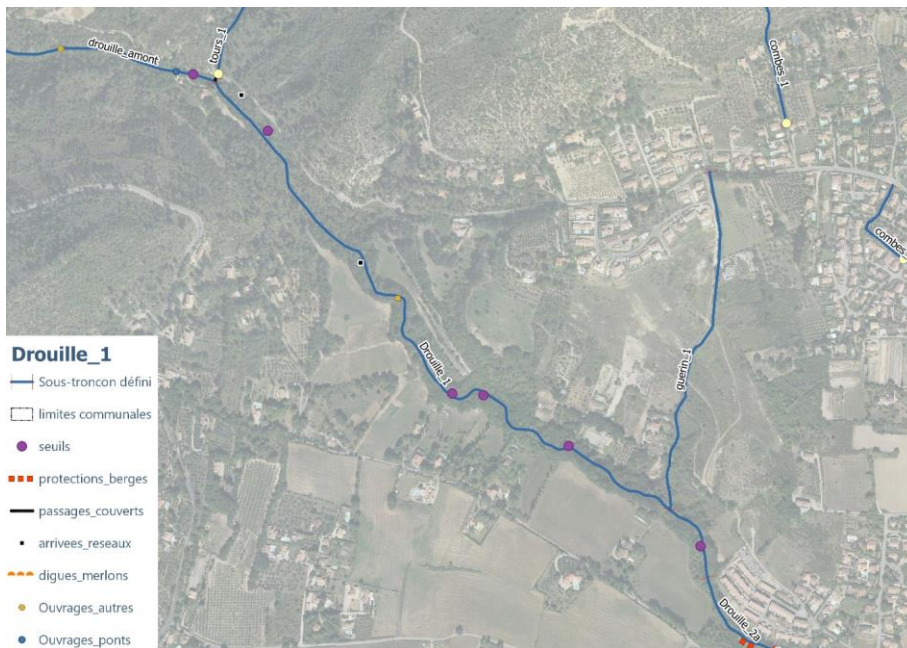 drouille_amont
tours_1
combes_1
combes_
guerin_1
Drouille_1
Drouille_2a
Drouille_1
Sous-troncon défini
limites communales
seuils
protections_berges
passages_couverts
arrivees_reseaux
digues_merlons
Ouvrages_autres
Ouvrages_ponts